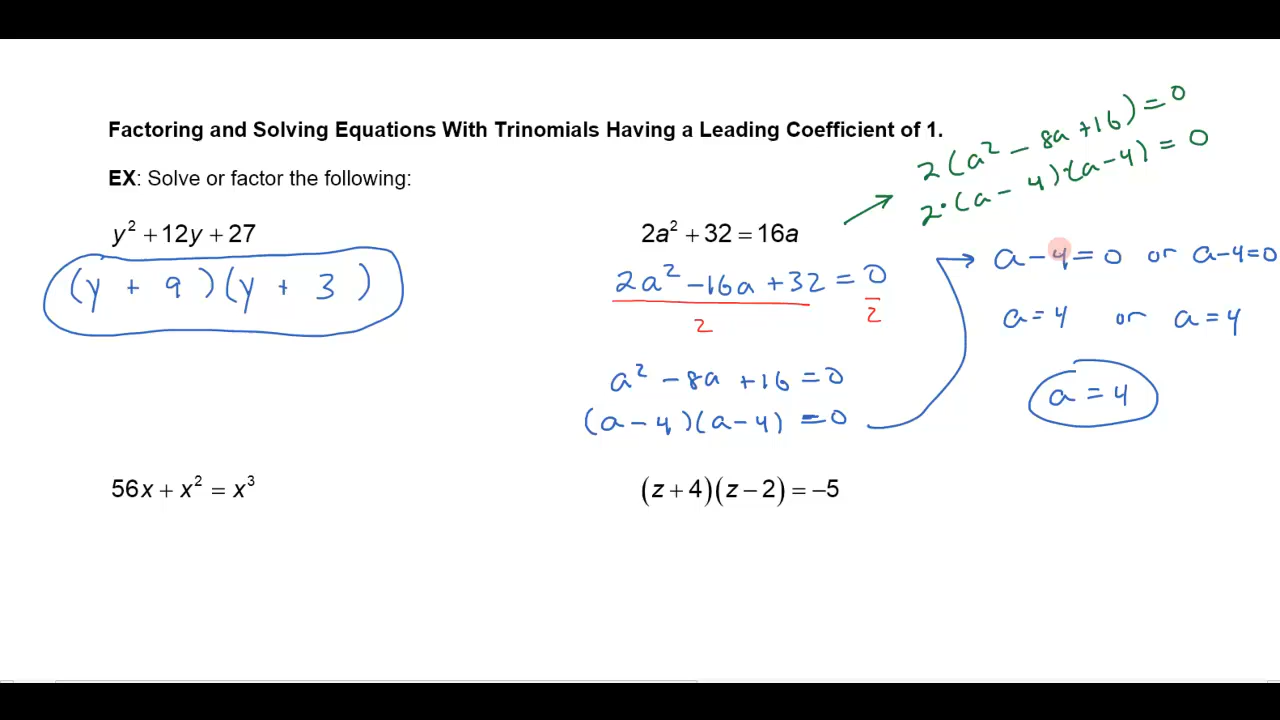 Factoring and Solving Equations With Trinomials Having a Leading Coefficient of 1.
EX: Solve or factor the following:
y² + 12y + 27
(y + 9)(y + 3)
2a² + 32 = 16a
2a² - 16a + 32 = 0
2 2
a² - 8a + 16 = 0
(a - 4)(a - 4) = 0
2(a² - 8a + 16) = 0
2·(a - 4)·(a - 4) = 0
a - 4 = 0 or a - 4 = 0
a = 4 or a = 4
a = 4
56x + x² = x³
(z + 4)(z − 2) = −5